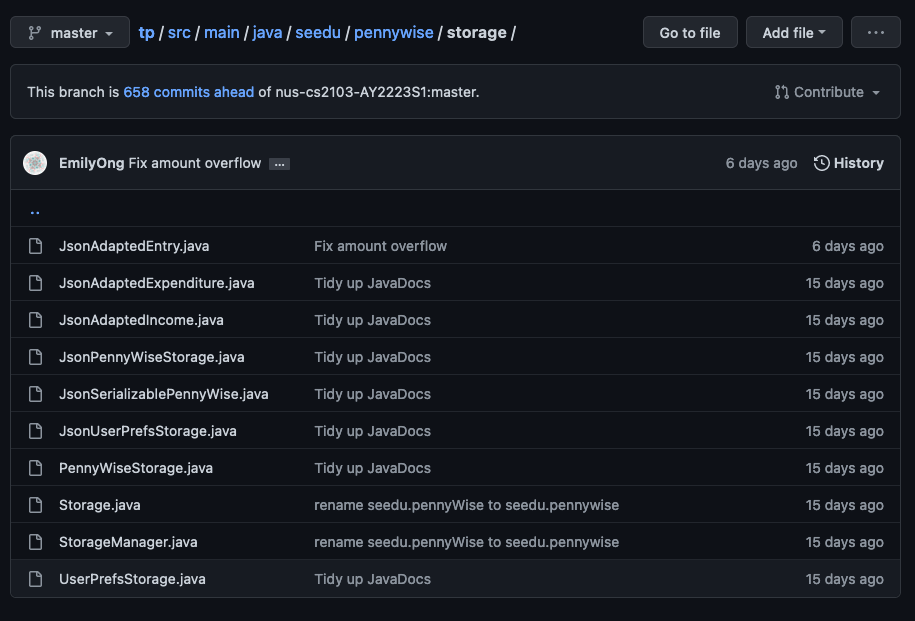 master tp / src / main / java / seedu / pennywise / storage / Go to file Add file ...
This branch is 658 commits ahead of nus-cs2103-AY2223S1:master. Contribute
EmilyOng Fix amount overflow ... 6 days ago History
..
JsonAdaptedEntry.java Fix amount overflow 6 days ago
JsonAdaptedExpenditure.java Tidy up JavaDocs 15 days ago
JsonAdaptedIncome.java Tidy up JavaDocs 15 days ago
JsonPennyWiseStorage.java Tidy up JavaDocs 15 days ago
JsonSerializablePennyWise.java Tidy up JavaDocs 15 days ago
JsonUserPrefsStorage.java Tidy up JavaDocs 15 days ago
PennyWiseStorage.java Tidy up JavaDocs 15 days ago
Storage.java rename seedu.pennyWise to seedu.pennywise 15 days ago
StorageManager.java rename seedu.pennyWise to seedu.pennywise 15 days ago
UserPrefsStorage.java Tidy up JavaDocs 15 days ago